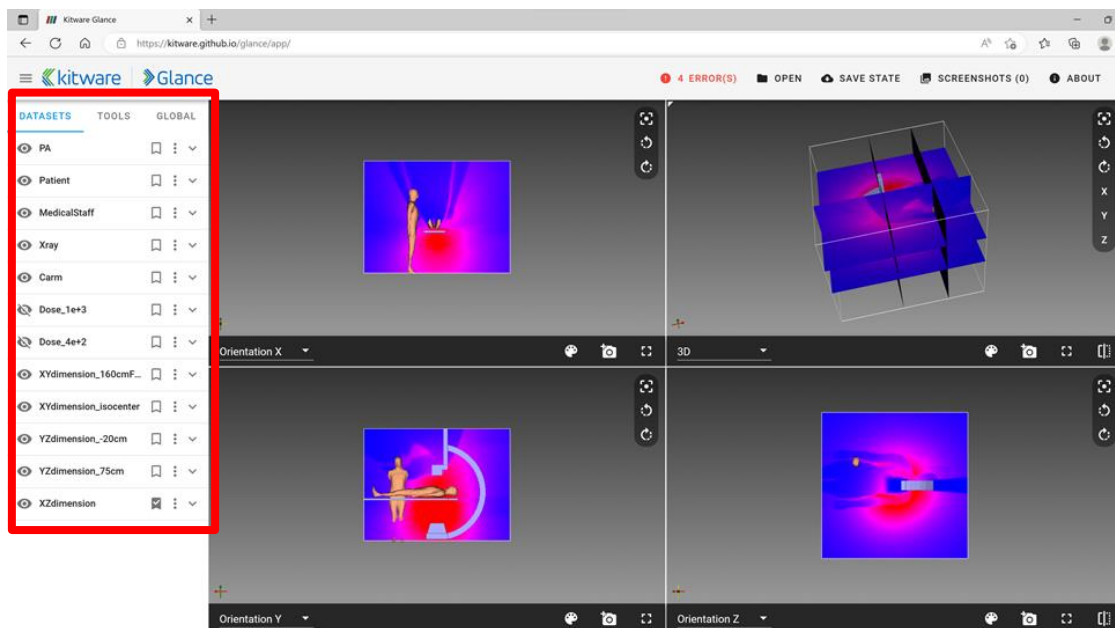 Kitware Glance
https://kitware.github.io/glance/app/
kitware Glance
4 ERROR(S) OPEN SAVE STATE SCREENSHOTS (0) ABOUT
DATASETS TOOLS GLOBAL
PA
Patient
MedicalStaff
Xray
Carm
Dose_1e+3
Dose_4e+2
XYdimension_160cmF...
XYdimension_isocenter
YZdimension_-20cm
YZdimension_75cm
XZdimension
X
Y
Z
Orientation X
3D
Orientation Y
Orientation Z